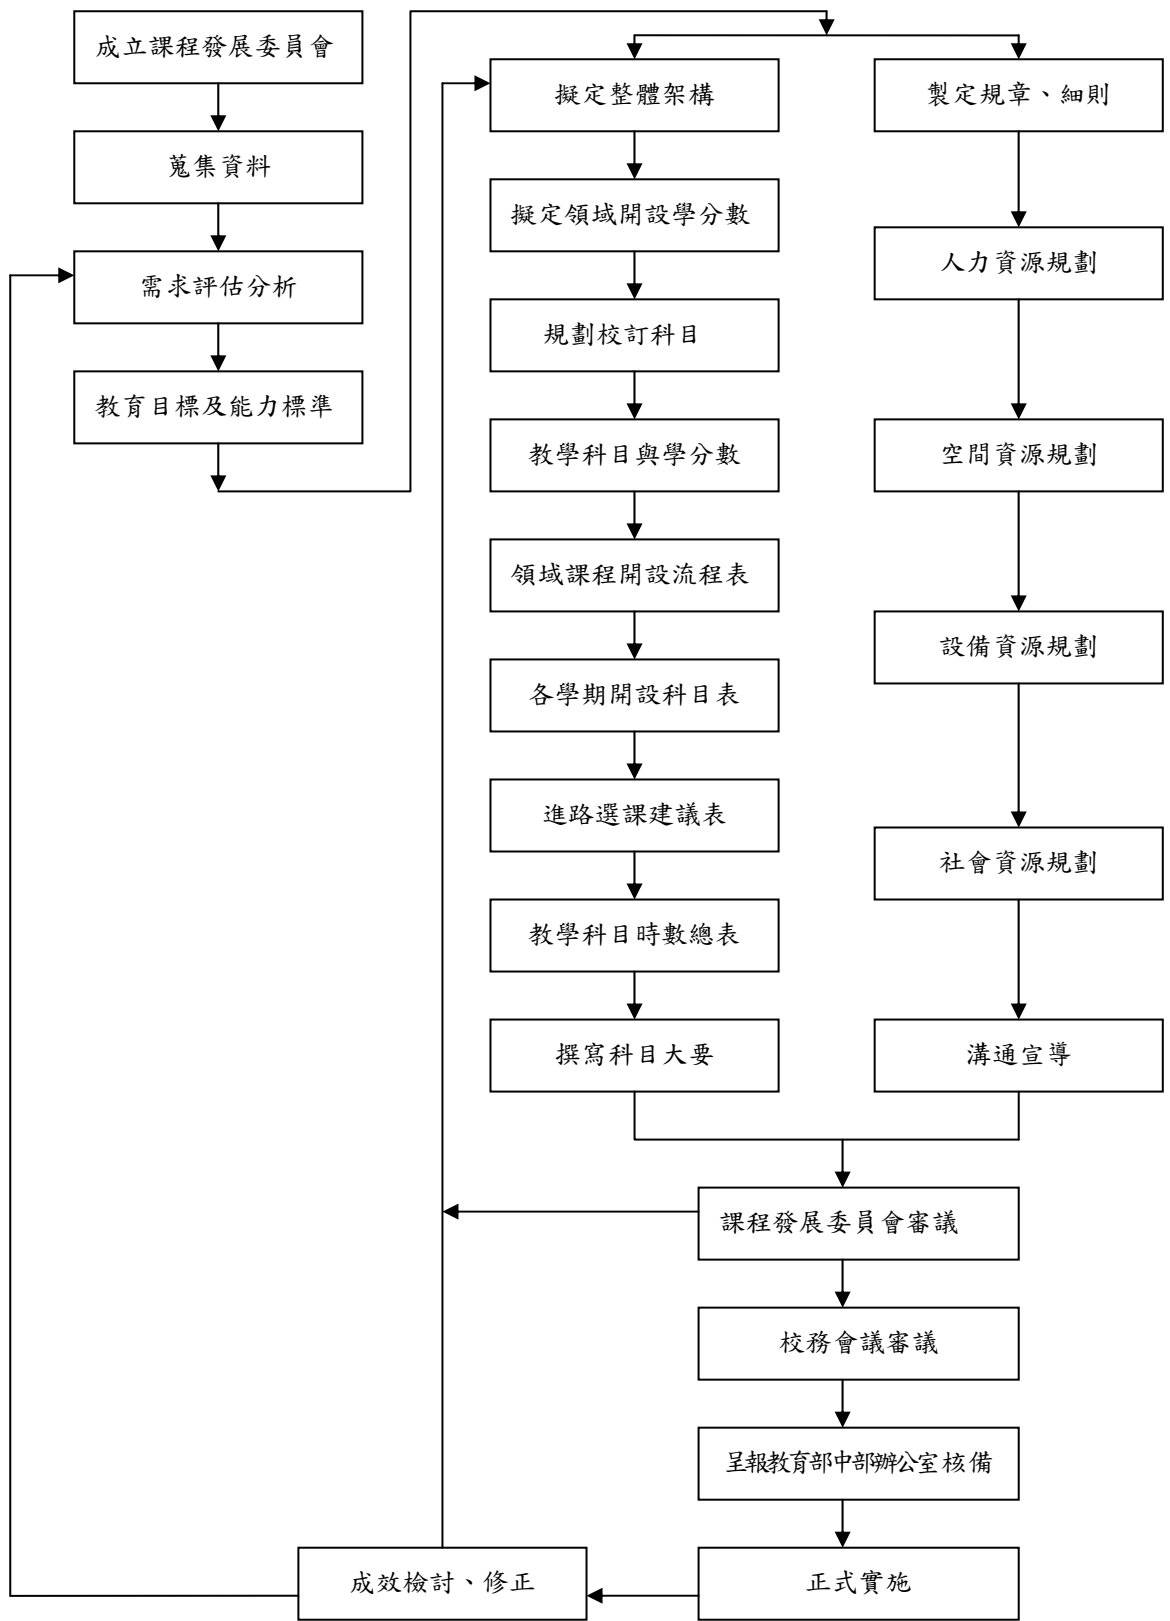 成立課程發展委員會
蒐集資料
需求評估分析
教育目標及能力標準
擬定整體架構
擬定領域開設學分數
規劃校訂科目
教學科目與學分數
領域課程開設流程表
各學期開設科目表
進路選課建議表
教學科目時數總表
撰寫科目大要
製定規章、細則
人力資源規劃
空間資源規劃
設備資源規劃
社會資源規劃
溝通宣導
課程發展委員會審議
校務會議審議
呈報教育部中部辦公室核備
正式實施
成效檢討、修正